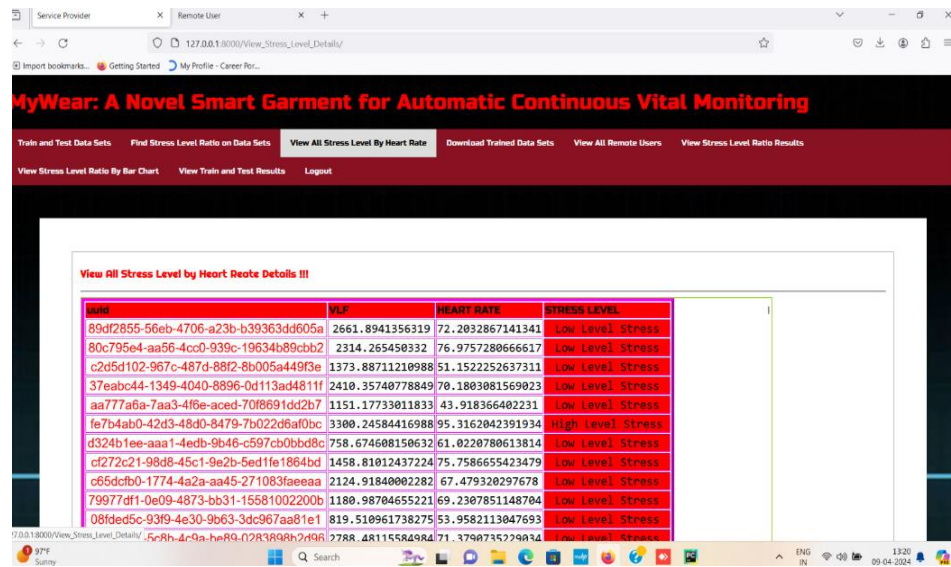 Service Provider × Remote User × +
127.0.0.1:8000/View_Stress_Level_Details/
Import bookmarks... Getting Started My Profile - Career Por...
MyWear: A Novel Smart Garment for Automatic Continuous Vital Monitoring
Train and Test Data Sets Find Stress Level Ratio on Data Sets View All Stress Level By Heart Rate Download Trained Data Sets View All Remote Users View Stress Level Ratio Results
View Stress Level Ratio By Bar Chart View Train and Test Results Logout
View All Stress Level by Heart Reate Details !!!
uuid VLF HEART RATE STRESS LEVEL
89df2855-56eb-4706-a23b-b39363dd605a 2661.8941356319 72.2032867141341 Low Level Stress
80c795e4-aa56-4cc0-939c-19634b89cbb2 2314.265450332 76.9757280666617 Low Level Stress
c2d5d102-967c-487d-88f2-8b005a449f3e 1373.88711210988 51.1522252637311 Low Level Stress
37eabc44-1349-4040-8896-0d113ad4811f 2410.35740778849 70.1803081569023 Low Level Stress
aa777a6a-7aa3-4f6e-aced-70f8691dd2b7 1151.17733011833 43.918366402231 Low Level Stress
fe7b4ab0-42d3-48d0-8479-7b022d6af0bc 3300.24584416988 95.3162042391934 High Level Stress
d324b1ee-aaa1-4edb-9b46-c597cb0bbd8c 758.674608150632 61.0220780613814 Low Level Stress
cf272c21-98d8-45c1-9e2b-5ed1fe1864bd 1458.81012437224 75.7586655423479 Low Level Stress
c65dcfb0-1774-4a2a-aa45-271083faeeaa 2124.91840002282 67.479320297678 Low Level Stress
79977df1-0e09-4873-bb31-15581002200b 1180.98704655221 69.2307851148704 Low Level Stress
08fded5c-93f9-4e30-9b63-3dc967aa81e1 819.510961738275 53.9582113047693 Low Level Stress
-5c8b-4c9a-be89-0283898b2d96 2788.48115584984 71.3790735229034 Low Level Stress
27.0.0.1:8000/View_Stress_Level_Details/
97°F Search ENG 13:20
Sunny IN 09-04-2024